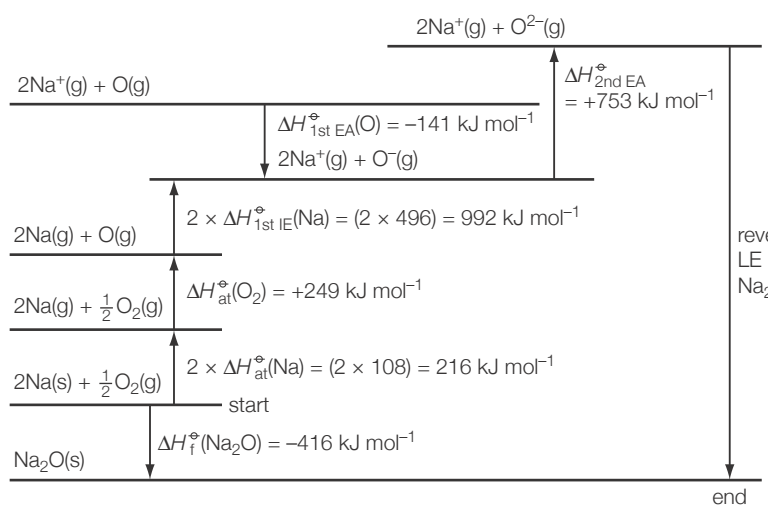 2Na⁺(g) + O²⁻(g)
2Na⁺(g) + O(g)
ΔH⦵2nd EA
= +753 kJ mol⁻¹
ΔH⦵1st EA(O) = –141 kJ mol⁻¹
2Na⁺(g) + O⁻(g)
2 × ΔH⦵1st IE(Na) = (2 × 496) = 992 kJ mol⁻¹
2Na(g) + O(g)
LE
ΔH⦵at(O₂) = +249 kJ mol⁻¹
2Na(g) + ½O₂(g)
2 × ΔH⦵at(Na) = (2 × 108) = 216 kJ mol⁻¹
2Na(s) + ½O₂(g)
start
ΔH⦵f(Na₂O) = –416 kJ mol⁻¹
Na₂O(s)
end